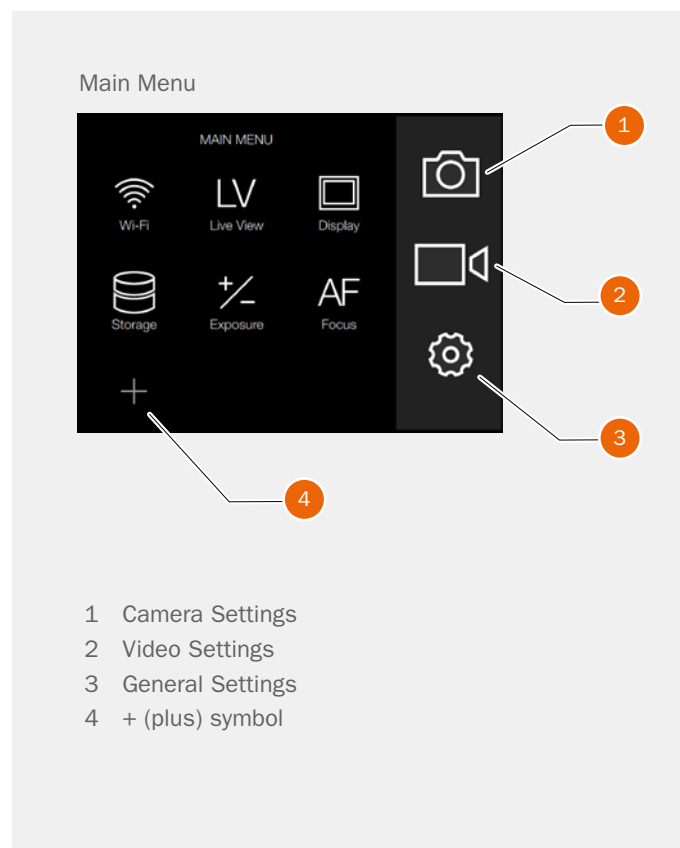 Main Menu
MAIN MENU
1
LV
Wi-Fi
Live View
Display
2
+/-
AF
Storage
Exposure
Focus
3
+
4
1 Camera Settings
2 Video Settings
3 General Settings
4 + (plus) symbol